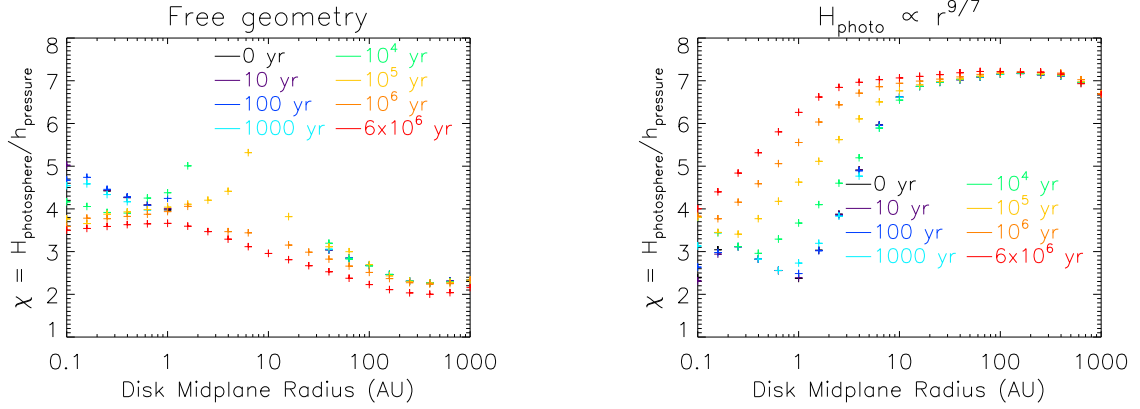 Free geometry
8
7
6
5
4
3
2
1
χ = H_photosphere/h_pressure
0 yr
10 yr
100 yr
1000 yr
10^4 yr
10^5 yr
10^6 yr
6x10^6 yr
0.1 1 10 100 1000
Disk Midplane Radius (AU)
H_photo ∝ r^9/7
8
7
6
5
4
3
2
1
χ = H_photosphere/h_pressure
0 yr
10 yr
100 yr
1000 yr
10^4 yr
10^5 yr
10^6 yr
6x10^6 yr
0.1 1 10 100 1000
Disk Midplane Radius (AU)